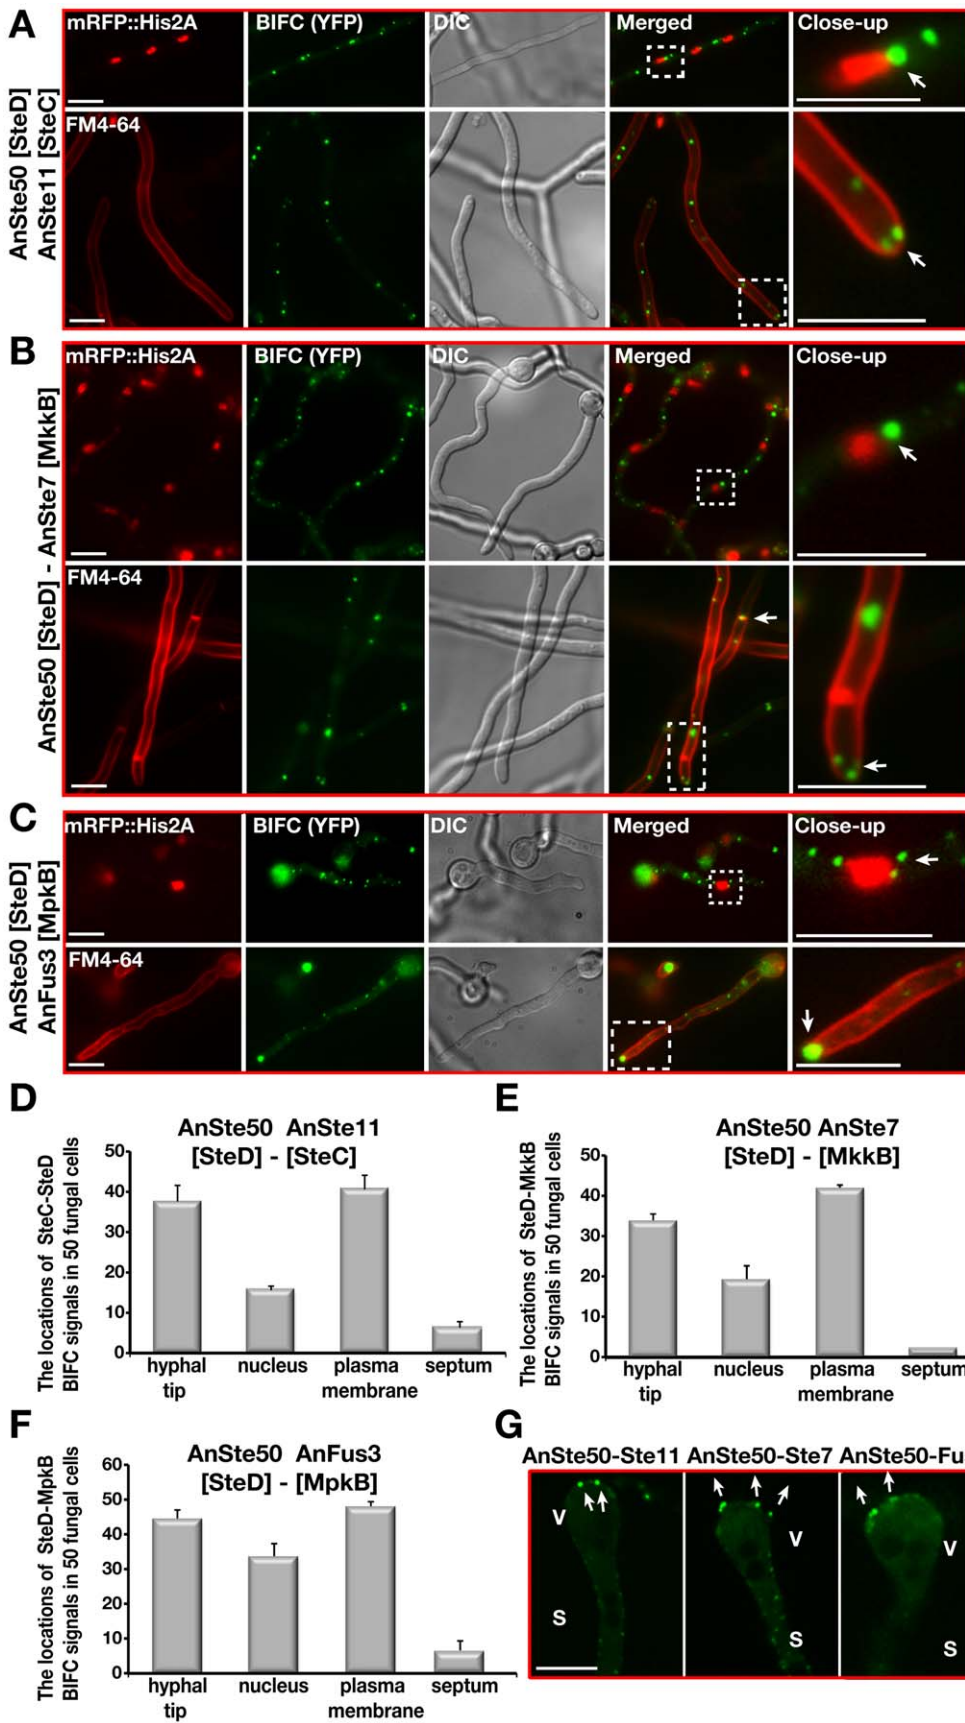 A
mRFP::His2A BIFC (YFP) DIC Merged Close-up
AnSte50 [SteD]
AnSte11 [SteC]
FM4-64
B
mRFP::His2A BIFC (YFP) DIC Merged Close-up
AnSte50 [SteD] - AnSte7 [MkkB]
FM4-64
C
mRFP::His2A BIFC (YFP) DIC Merged Close-up
AnSte50 [SteD]
AnFus3 [MpkB]
FM4-64
D
AnSte50 AnSte11
[SteD] - [SteC]
The locations of SteC-SteD
BIFC signals in 50 fungal cells
50
40
30
20
10
0
hyphal nucleus plasma septum
tip membrane
E
AnSte50 AnSte7
[SteD] - [MkkB]
The locations of SteD-MkkB
BIFC signals in 50 fungal cells
50
40
30
20
10
0
hyphal nucleus plasma septum
tip membrane
F
AnSte50 AnFus3
[SteD] - [MpkB]
The locations of SteD-MpkB
BIFC signals in 50 fungal cells
60
50
40
30
20
10
0
hyphal nucleus plasma septum
tip membrane
G
AnSte50-Ste11 AnSte50-Ste7 AnSte50-Fu
V V V
S S S